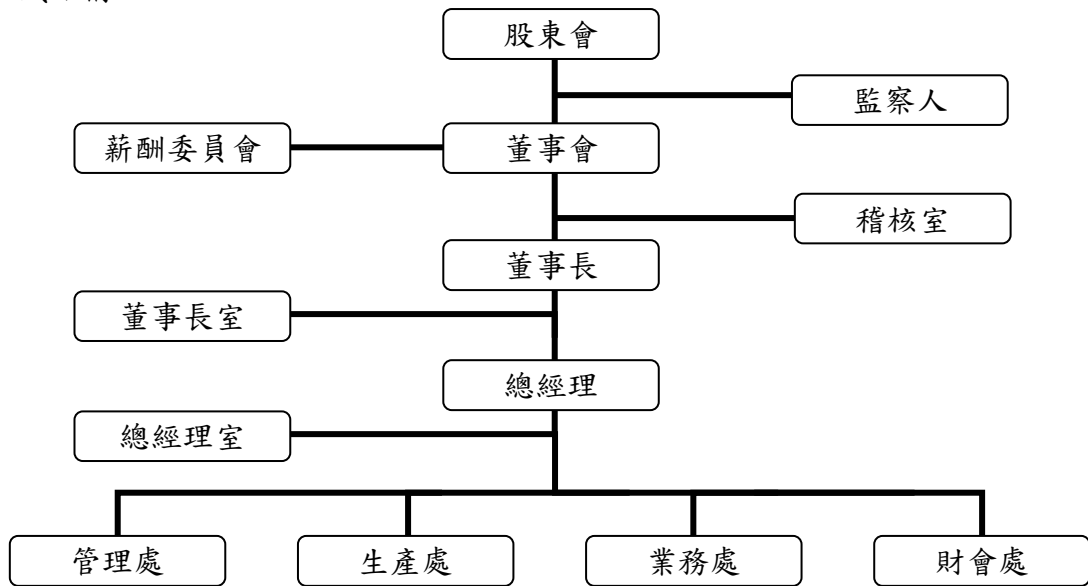 股東會
監察人
薪酬委員會
董事會
稽核室
董事長
董事長室
總經理
總經理室
管理處
生產處
業務處
財會處